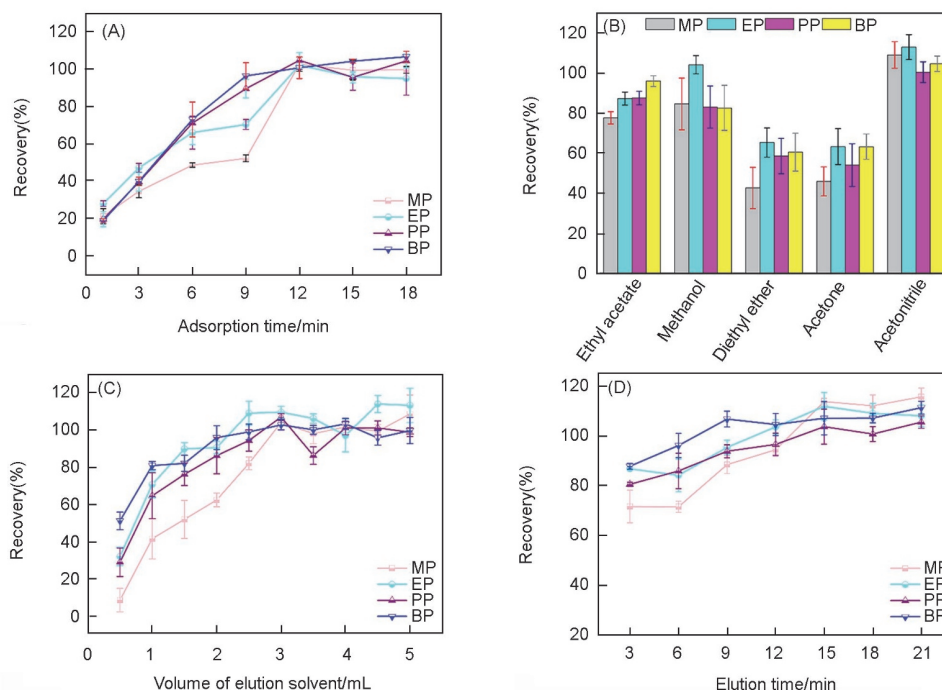 (A)
Recovery(%)
120
100
80
60
40
20
0
MP
EP
PP
BP
0 3 6 9 12 15 18
Adsorption time/min
(B)
MP EP PP BP
Recovery(%)
120
100
80
60
40
20
0
Ethyl acetate
Methanol
Diethyl ether
Acetone
Acetonitrile
(C)
Recovery(%)
120
100
80
60
40
20
0
MP
EP
PP
BP
0 1 2 3 4 5
Volume of elution solvent/mL
(D)
Recovery(%)
120
100
80
60
40
20
MP
EP
PP
BP
3 6 9 12 15 18 21
Elution time/min